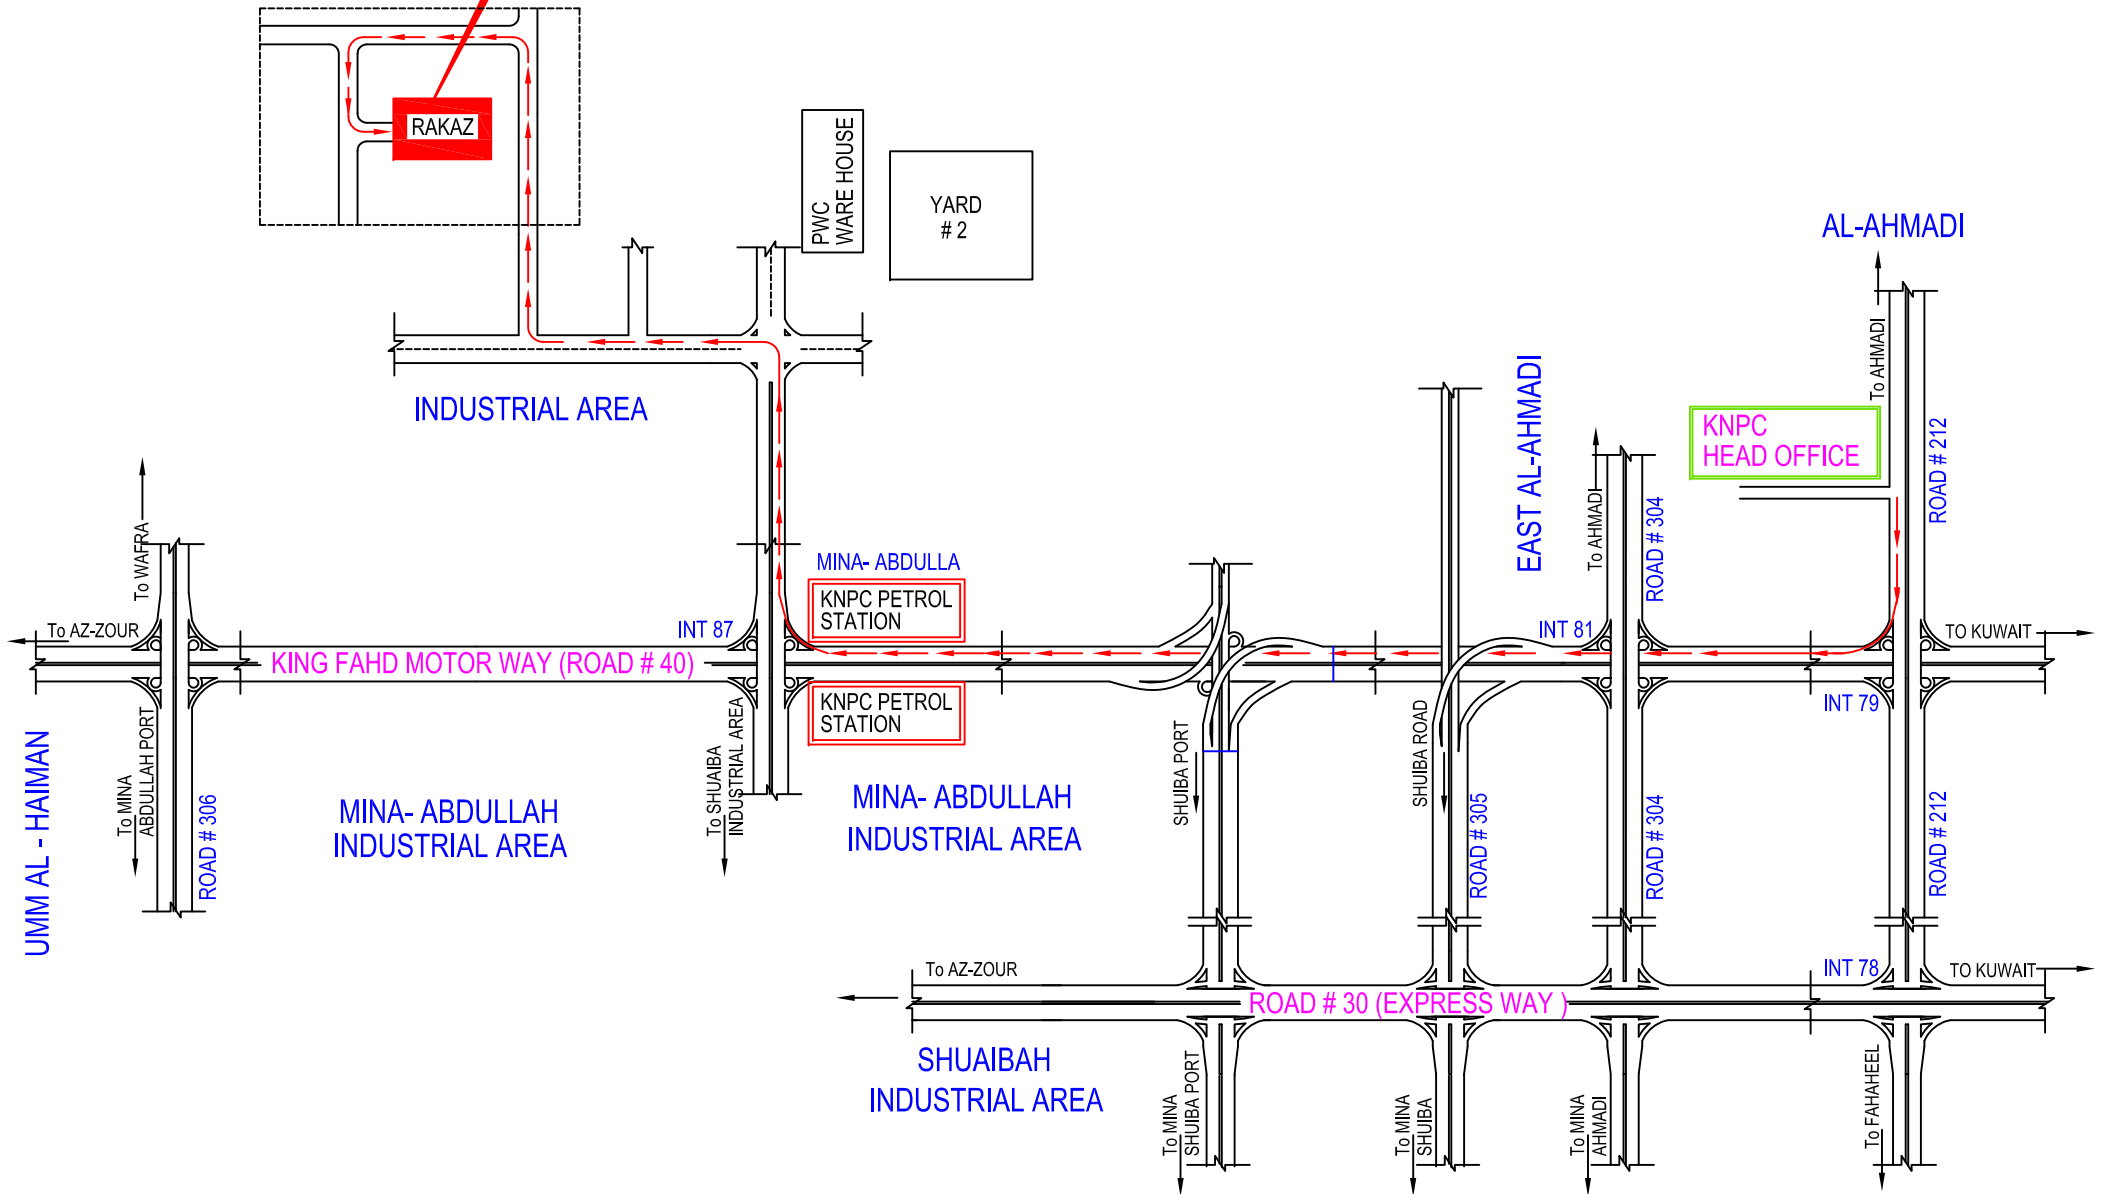 RAKAZ
PWC
WARE HOUSE
YARD
# 2
AL-AHMADI
To AHMADI
INDUSTRIAL AREA
EAST AL-AHMADI
KNPC
HEAD OFFICE
ROAD # 212
To AHMADI
ROAD # 304
To WAFRA
MINA- ABDULLA
KNPC PETROL
STATION
To AZ-ZOUR
INT 87
INT 81
TO KUWAIT
KING FAHD MOTOR WAY (ROAD # 40)
KNPC PETROL
STATION
INT 79
UMM AL - HAIMAN
To MINA
ABDULLAH PORT
ROAD # 306
MINA- ABDULLAH
INDUSTRIAL AREA
To SHUAIBA
INDUSTRIAL AREA
MINA- ABDULLAH
INDUSTRIAL AREA
SHUIBA PORT
SHUIBA ROAD
ROAD # 305
ROAD # 304
ROAD # 212
To AZ-ZOUR
INT 78
TO KUWAIT
ROAD # 30 (EXPRESS WAY )
SHUAIBAH
INDUSTRIAL AREA
To MINA
SHUIBA PORT
To MINA
SHUIBA
To MINA
AHMADI
To FAHAHEEL